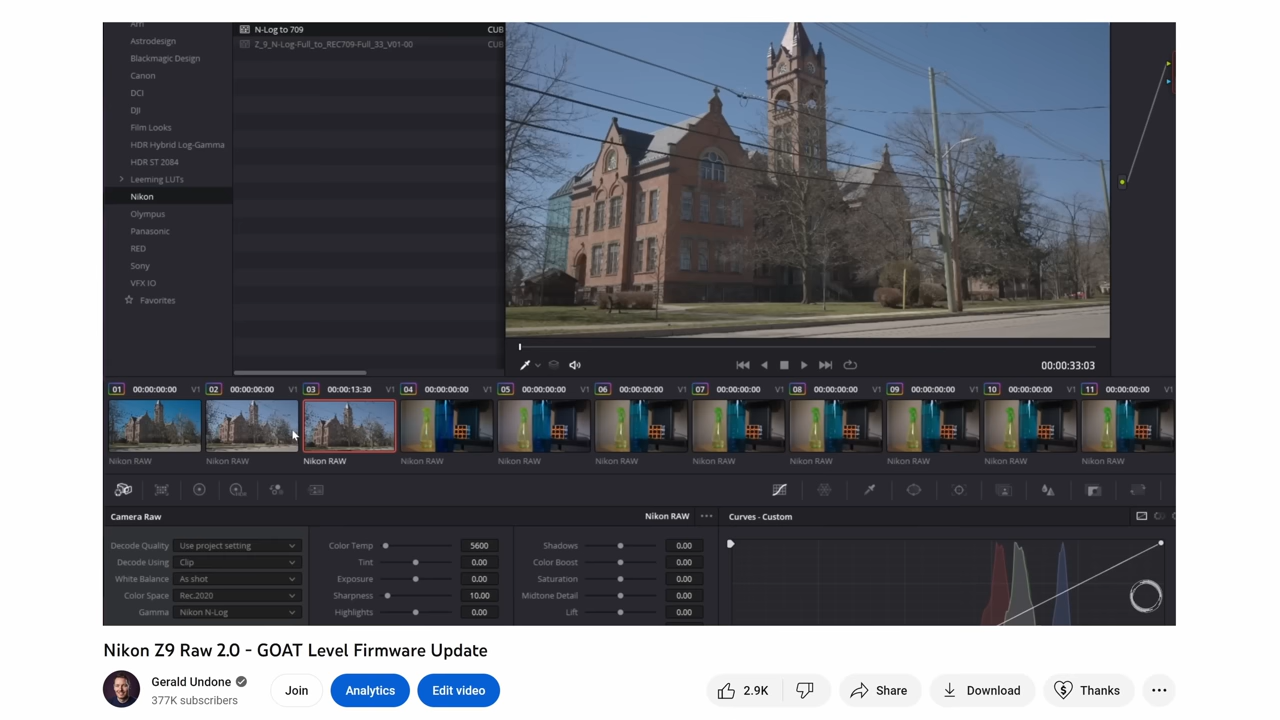 Arri
N-Log to 709 CUB
Astrodesign
Z_9_N-Log-Full_to_REC709-Full_33_V01-00 CUB
Blackmagic Design
Canon
DCI
DJI
Film Looks
HDR Hybrid Log-Gamma
HDR ST 2084
Leeming LUTs
Nikon
Olympus
Panasonic
RED
Sony
VFX IO
Favorites
00:00:33:03
01 00:00:00:00 V1 02 00:00:00:00 V1 03 00:00:13:30 V1 04 00:00:00:00 V1 05 00:00:00:00 V1 06 00:00:00:00 V1 07 00:00:00:00 V1 08 00:00:00:00 V1 09 00:00:00:00 V1 10 00:00:00:00 V1 11 00:00:00:00 V1
Nikon RAW Nikon RAW Nikon RAW Nikon RAW Nikon RAW Nikon RAW Nikon RAW Nikon RAW Nikon RAW Nikon RAW Nikon RAW
Camera Raw Nikon RAW Curves - Custom
Decode Quality Use project setting Color Temp 5600 Shadows 0.00
Decode Using Clip Tint 0.00 Color Boost 0.00
White Balance As shot Exposure 0.00 Saturation 0.00
Color Space Rec.2020 Sharpness 10.00 Midtone Detail 0.00
Gamma Nikon N-Log Highlights 0.00 Lift 0.00
Nikon Z9 Raw 2.0 - GOAT Level Firmware Update
Gerald Undone
377K subscribers
Join Analytics Edit video 2.9K Share Download Thanks